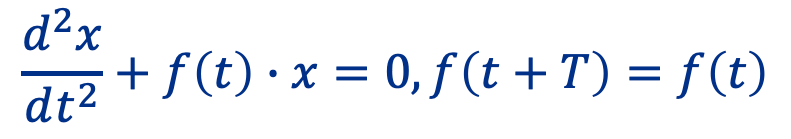 d²x/dt² + f(t) · x = 0, f(t + T) = f(t)